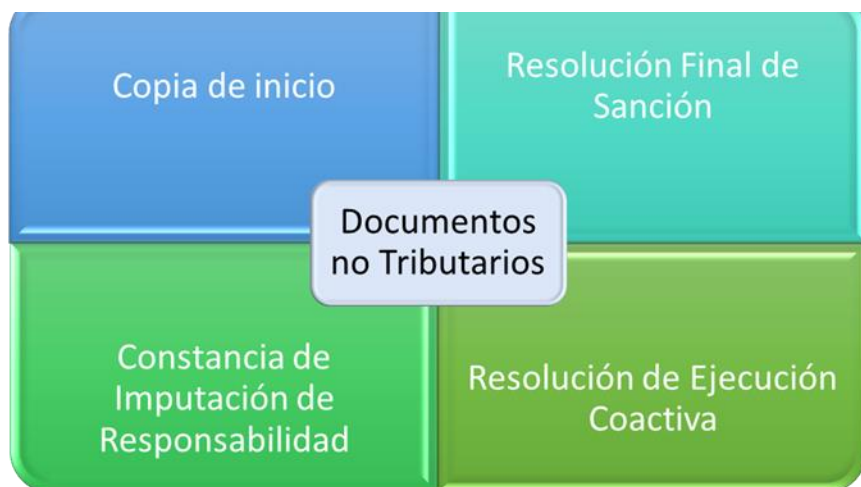 Copia de inicio
Resolución Final de
Sanción
Documentos
no Tributarios
Constancia de
Imputación de
Responsabilidad
Resolución de Ejecución
Coactiva